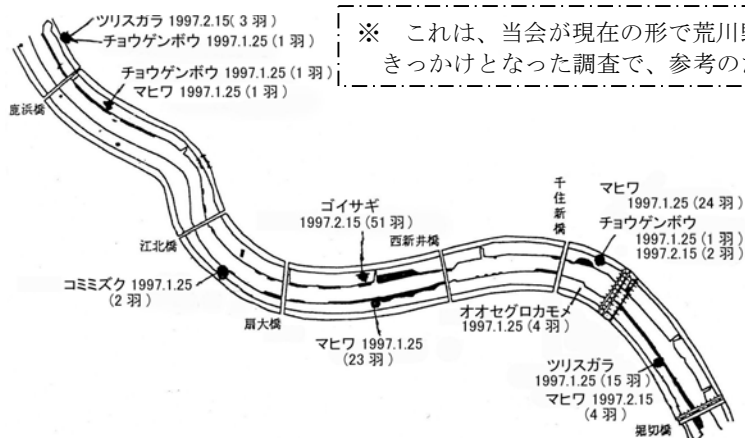 ツリスガラ 1997.2.15(3 羽)
チョウゲンボウ 1997.1.25(1 羽)
※ これは、当会が現在の形で荒川
きっかけとなった調査で、参考の
チョウゲンボウ 1997.1.25(1 羽)
マヒワ 1997.1.25(1 羽)
鹿浜橋
江北橋
コミミズク 1997.1.25
(2 羽)
扇大橋
ゴイサギ
1997.2.15(51 羽)
西新井橋
マヒワ 1997.1.25
(23 羽)
千住新橋
マヒワ
1997.1.25(24 羽)
チョウゲンボウ
1997.1.25(1 羽)
1997.2.15(2 羽)
オオセグロカモメ
1997.1.25(4 羽)
ツリスガラ
1997.1.25(15 羽)
マヒワ 1997.2.15
(4 羽)
堀切橋